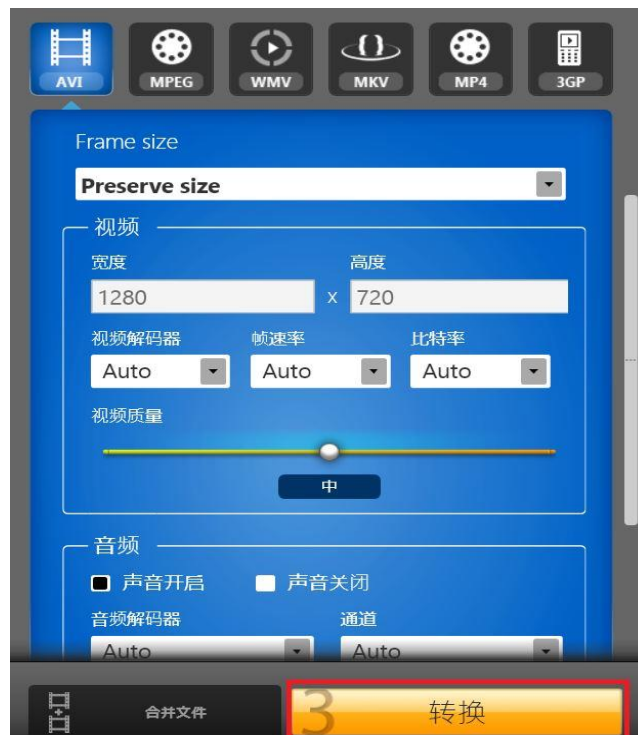 AVI MPEG WMV MKV MP4 3GP
Frame size
Preserve size
视频
宽度 高度
1280 x 720
视频解码器 帧速率 比特率
Auto Auto Auto
视频质量
中
音频
声音开启 声音关闭
音频解码器 通道
Auto Auto
合并文件 3 转换